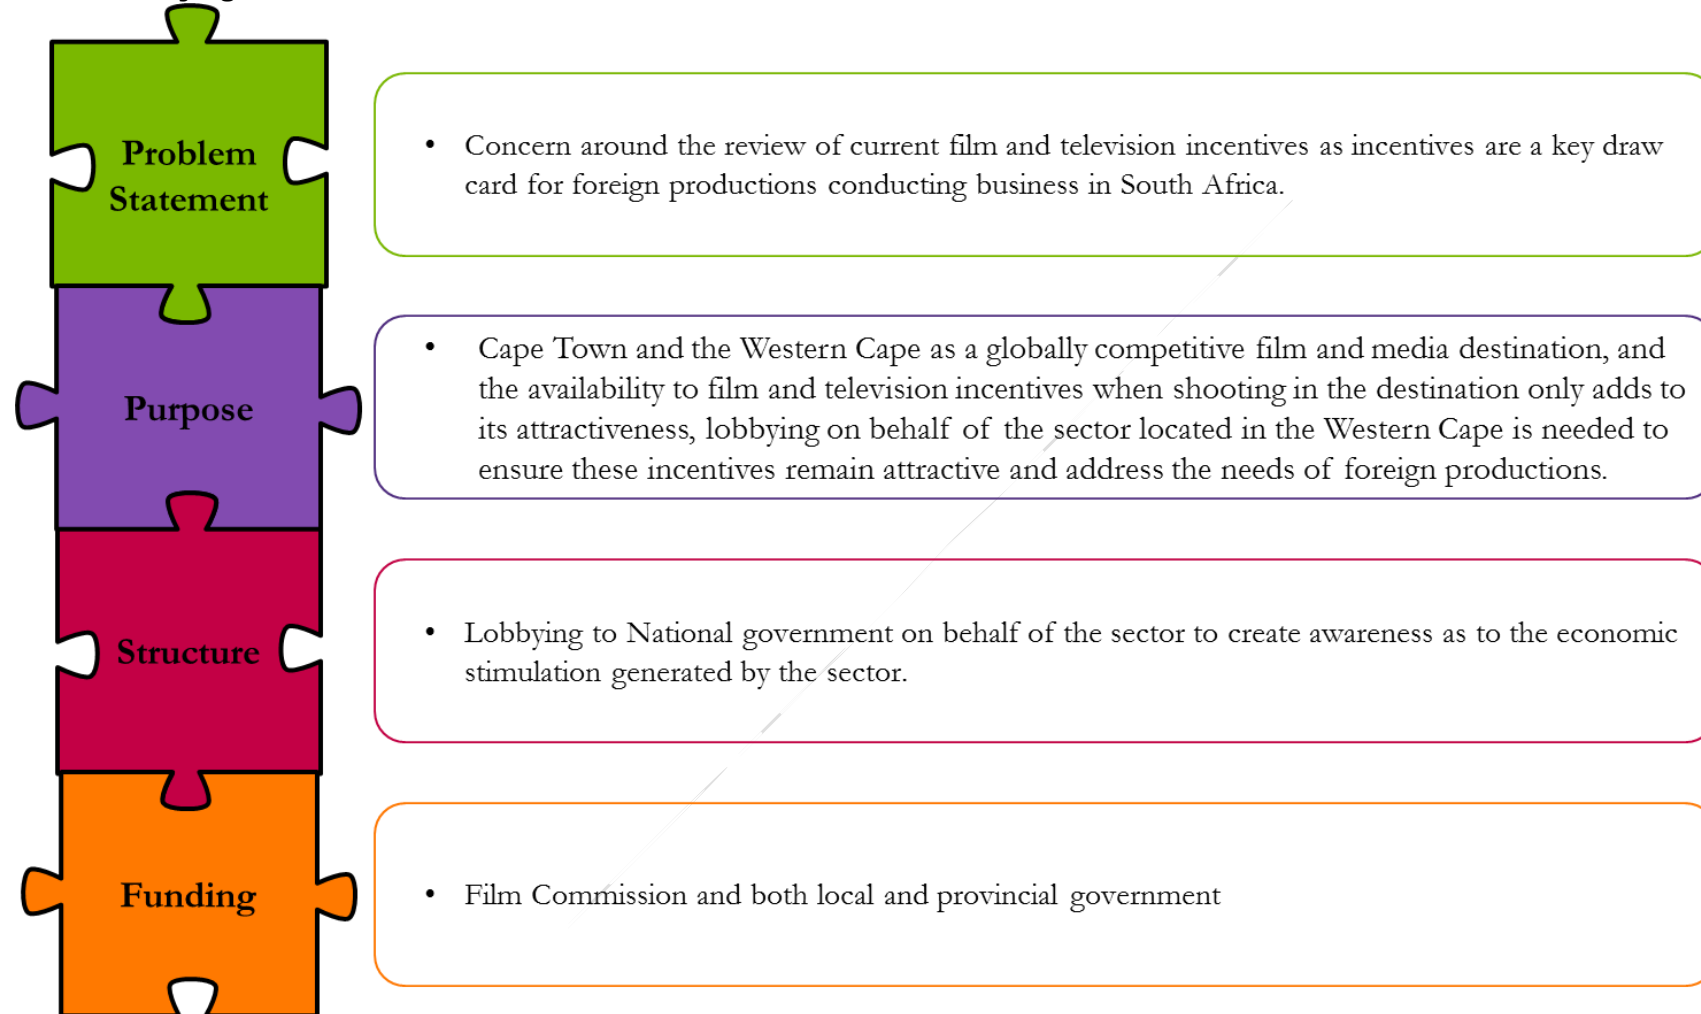 Problem
Statement
• Concern around the review of current film and television incentives as incentives are a key draw
card for foreign productions conducting business in South Africa.
Purpose
• Cape Town and the Western Cape as a globally competitive film and media destination, and
the availability to film and television incentives when shooting in the destination only adds to
its attractiveness, lobbying on behalf of the sector located in the Western Cape is needed to
ensure these incentives remain attractive and address the needs of foreign productions.
Structure
• Lobbying to National government on behalf of the sector to create awareness as to the economic
stimulation generated by the sector.
Funding
• Film Commission and both local and provincial government